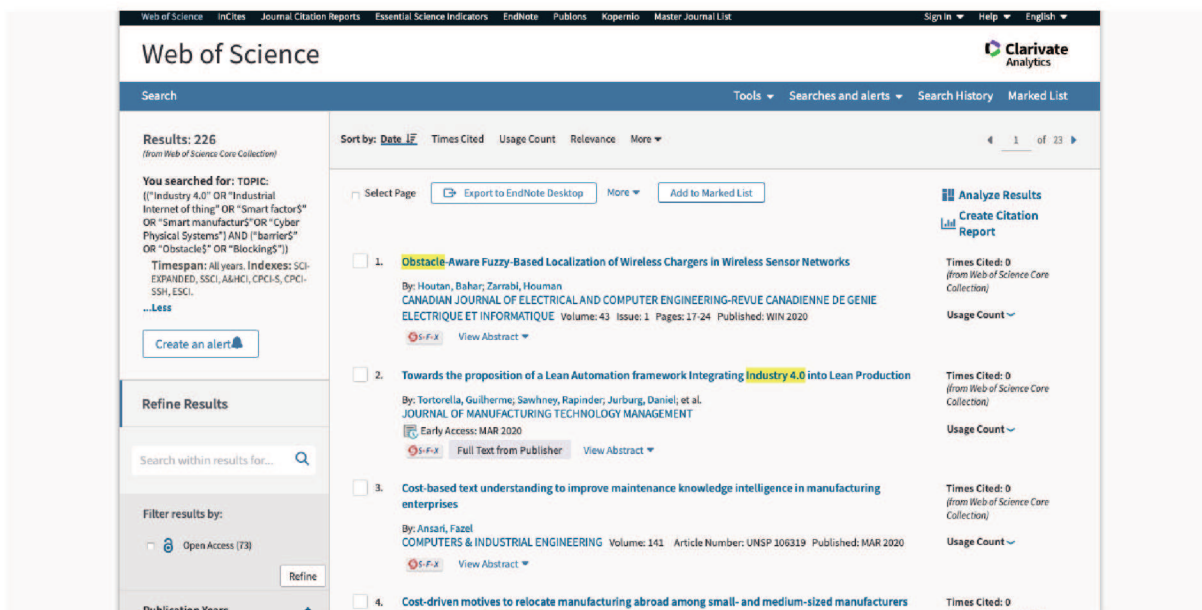 Web of Science InCites Journal Citation Reports Essential Science Indicators EndNote Publons Kopernio Master Journal List Sign In Help English
Web of Science
Clarivate
Analytics
Search Tools Searches and alerts Search History Marked List
Results: 226
(from Web of Science Core Collection)
You searched for: TOPIC:
(("Industry 4.0" OR "Industrial
Internet of thing" OR "Smart factor$"
OR "Smart manufactur$"OR "Cyber
Physical Systems") AND ("barrier$"
OR "Obstacle$" OR "Blocking$"))
Timespan: All years. Indexes: SCI-
EXPANDED, SSCI, A&HCI, CPCI-S, CPCI-
SSH, ESCI.
...Less
Create an alert
Refine Results
Search within results for...
Filter results by:
Open Access (73)
Refine
Publication Years
Sort by: Date Times Cited Usage Count Relevance More
1 of 23
Select Page Export to EndNote Desktop More Add to Marked List
Analyze Results
Create Citation
Report
1. Obstacle-Aware Fuzzy-Based Localization of Wireless Chargers in Wireless Sensor Networks
By: Houtan, Bahar; Zarrabi, Houman
CANADIAN JOURNAL OF ELECTRICAL AND COMPUTER ENGINEERING-REVUE CANADIENNE DE GENIE
ELECTRIQUE ET INFORMATIQUE Volume: 43 Issue: 1 Pages: 17-24 Published: WIN 2020
S-F-X View Abstract
Times Cited: 0
(from Web of Science Core
Collection)
Usage Count
2. Towards the proposition of a Lean Automation framework Integrating Industry 4.0 into Lean Production
By: Tortorella, Guilherme; Sawhney, Rapinder; Jurburg, Daniel; et al.
JOURNAL OF MANUFACTURING TECHNOLOGY MANAGEMENT
Early Access: MAR 2020
S-F-X Full Text from Publisher View Abstract
Times Cited: 0
(from Web of Science Core
Collection)
Usage Count
3. Cost-based text understanding to improve maintenance knowledge intelligence in manufacturing
enterprises
By: Ansari, Fazel
COMPUTERS & INDUSTRIAL ENGINEERING Volume: 141 Article Number: UNSP 106319 Published: MAR 2020
S-F-X View Abstract
Times Cited: 0
(from Web of Science Core
Collection)
Usage Count
4. Cost-driven motives to relocate manufacturing abroad among small- and medium-sized manufacturers
Times Cited: 0